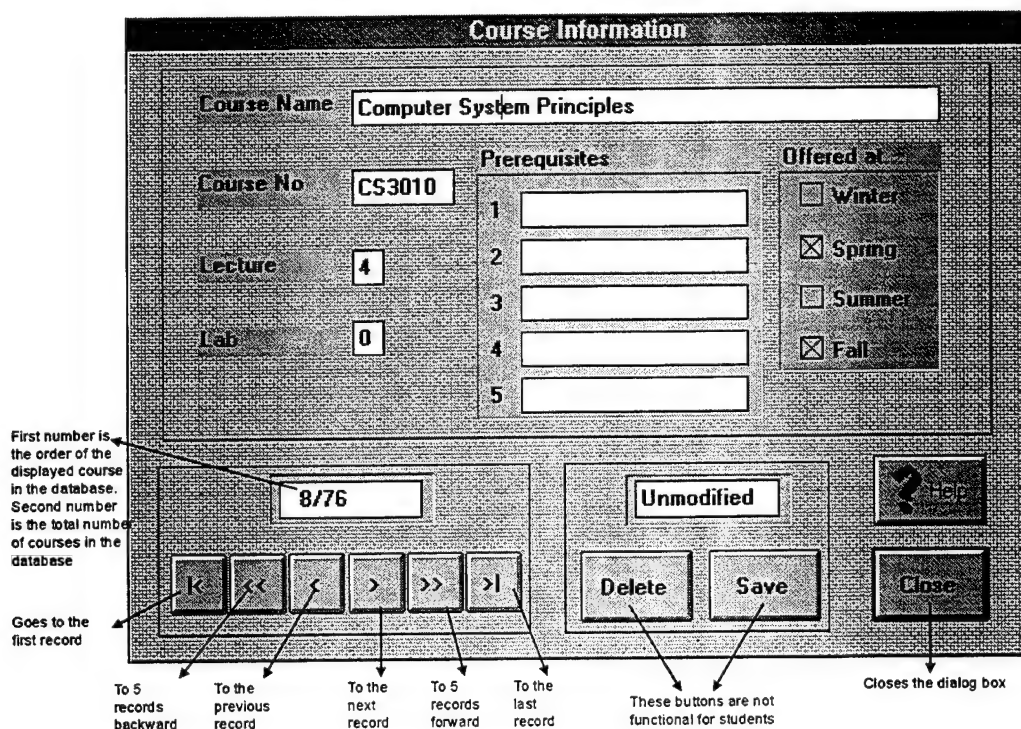 Course Information
Course Name Computer System Principles
Course No CS3010
Lecture 4
Lab 0
Prerequisites
1
2
3
4
5
Offered at...
Winter
Spring
Summer
Fall
First number is
the order of the
displayed course
in the database.
Second number
is the total number
of courses in the
database
8/76
|< << < > >> >|
Unmodified
Delete Save
? Help
Close
Goes to the
first record
To 5
records
backward
To the
previous
record
To the
next
record
To 5
records
forward
To the
last
record
These buttons are not
functional for students
Closes the dialog box